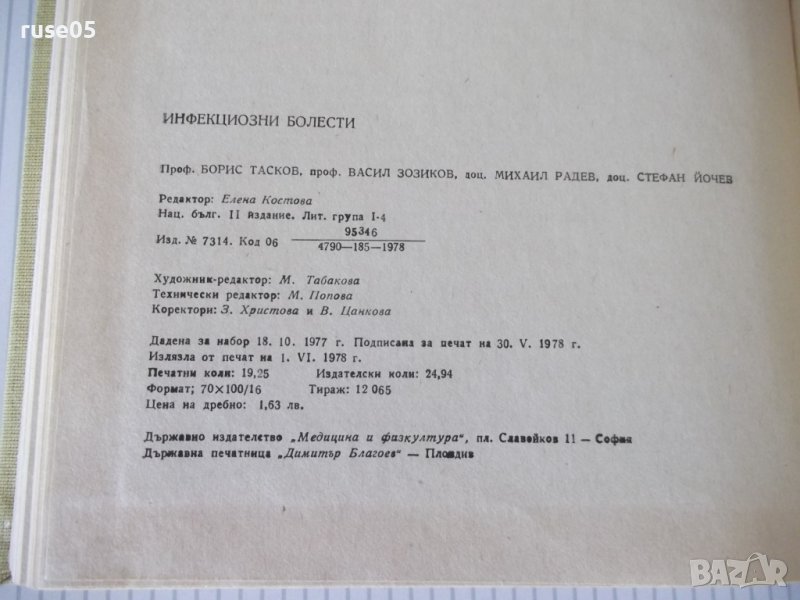 ruse05
ИНФЕКЦИОЗНИ БОЛЕСТИ
Проф. БОРИС ТАСКОВ, проф. ВАСИЛ ЗОЗИКОВ, доц. МИХАИЛ РАДЕВ, доц. СТЕФАН ЙОЧЕВ
Редактор: Елена Костова
Нац. бълг. II издание. Лит. група I-4
95346
Изд. № 7314. Код 06
4790—185—1978
Художник-редактор: М. Табакова
Технически редактор: М. Попова
Коректори: З. Христова и В. Цанкова
Дадена за набор 18. 10. 1977 г. Подписана за печат на 30. V. 1978 г.
Излязла от печат на 1. VI. 1978 г.
Печатни коли: 19,25 Издателски коли: 24,94
Формат; 70×100/16 Тираж: 12 065
Цена на дребно: 1,63 лв.
Държавно издателство „Медицина и физкултура“, пл. Славейков 11 — София
Държавна печатница „Димитър Благоев“ — Пловдив
BAZAR